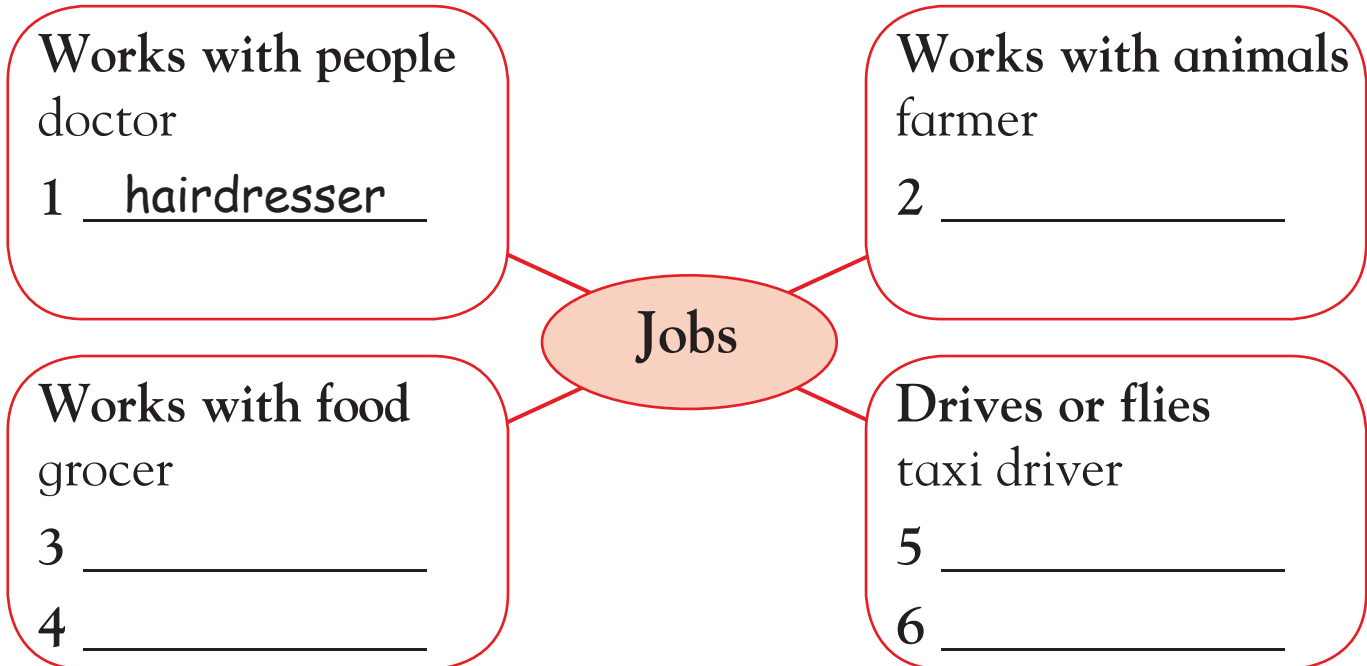 Works with people
doctor
1 hairdresser
Works with animals
farmer
2
Jobs
Works with food
grocer
3
4
Drives or flies
taxi driver
5
6